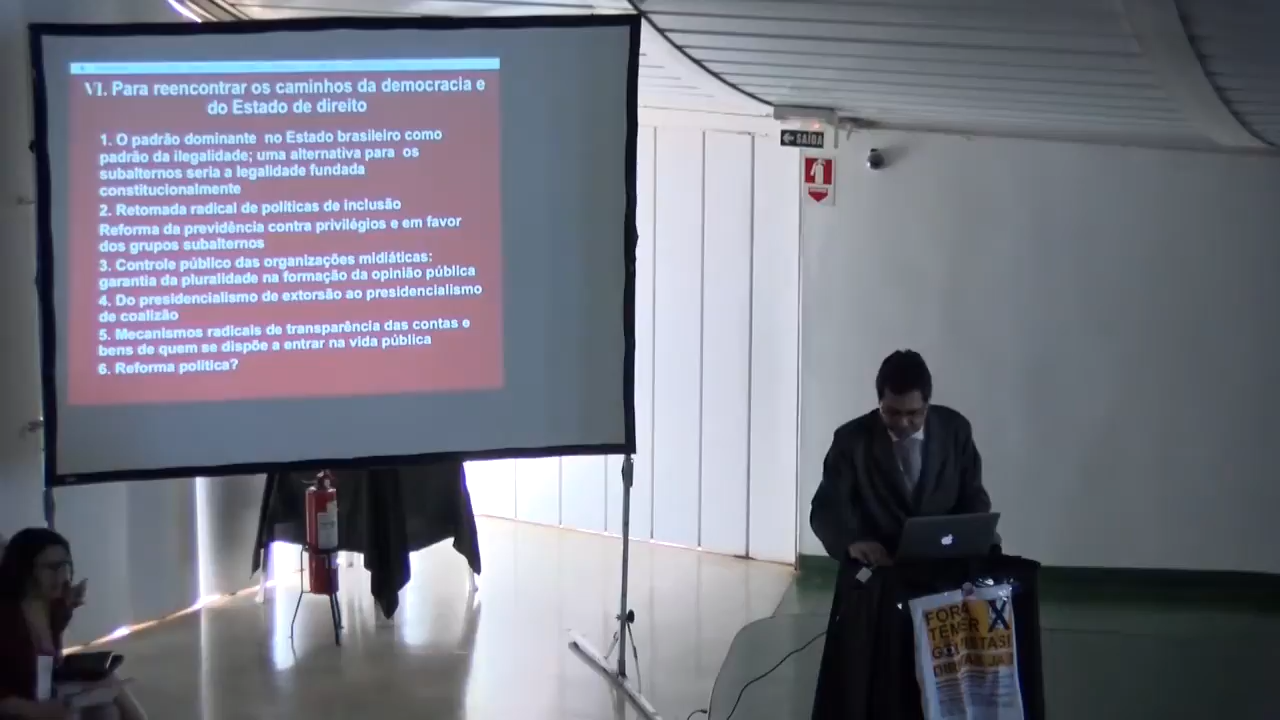 VI. Para reencontrar os caminhos da democracia e
do Estado de direito
1. O padrão dominante no Estado brasileiro como
padrão da ilegalidade; uma alternativa para os
subalternos seria a legalidade fundada
constitucionalmente
2. Retomada radical de políticas de inclusão
Reforma da previdência contra privilégios e em favor
dos grupos subalternos
3. Controle público das organizações midiáticas:
garantia da pluralidade na formação da opinião pública
4. Do presidencialismo de extorsão ao presidencialismo
de coalizão
5. Mecanismos radicais de transparência das contas e
bens de quem se dispõe a entrar na vida pública
6. Reforma política?
SAÍDA
FORA
TEMER